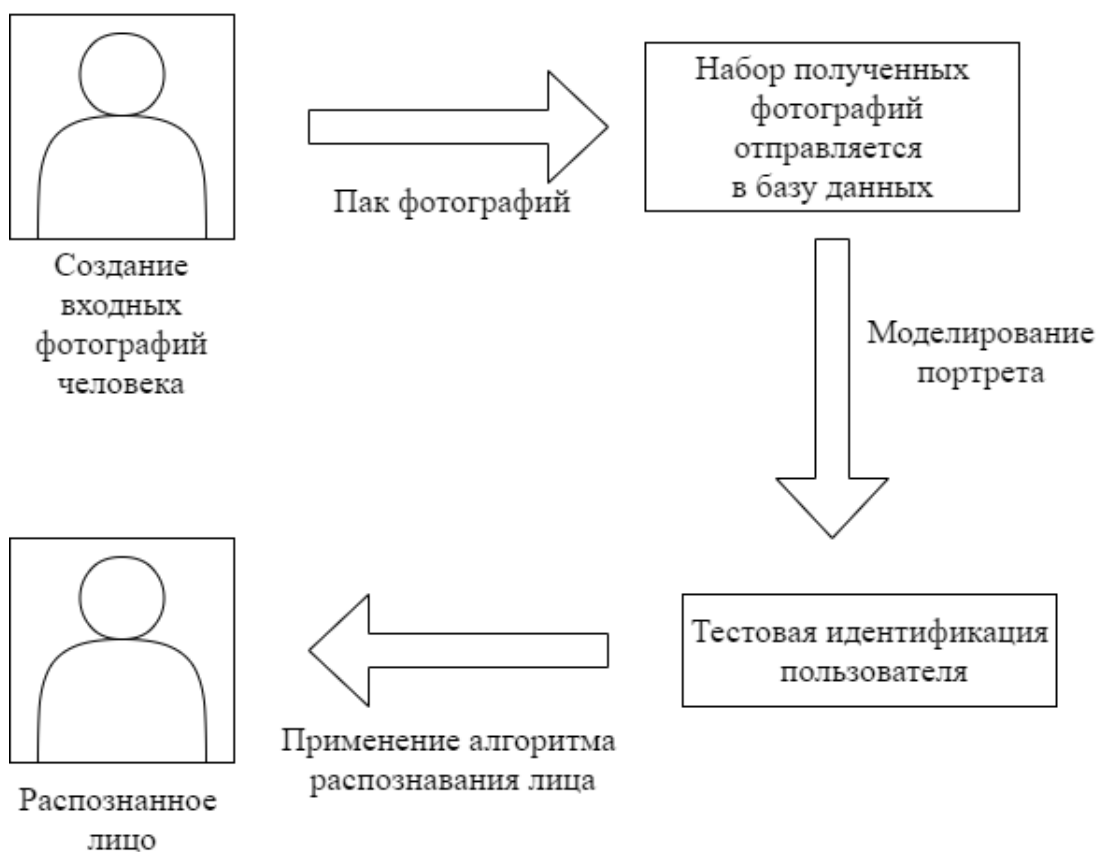 Создание
входных
фотографий
человека
Пак фотографий
Набор полученных
фотографий
отправляется
в базу данных
Моделирование
портрета
Тестовая идентификация
пользователя
Применение алгоритма
распознавания лица
Распознанное
лицо